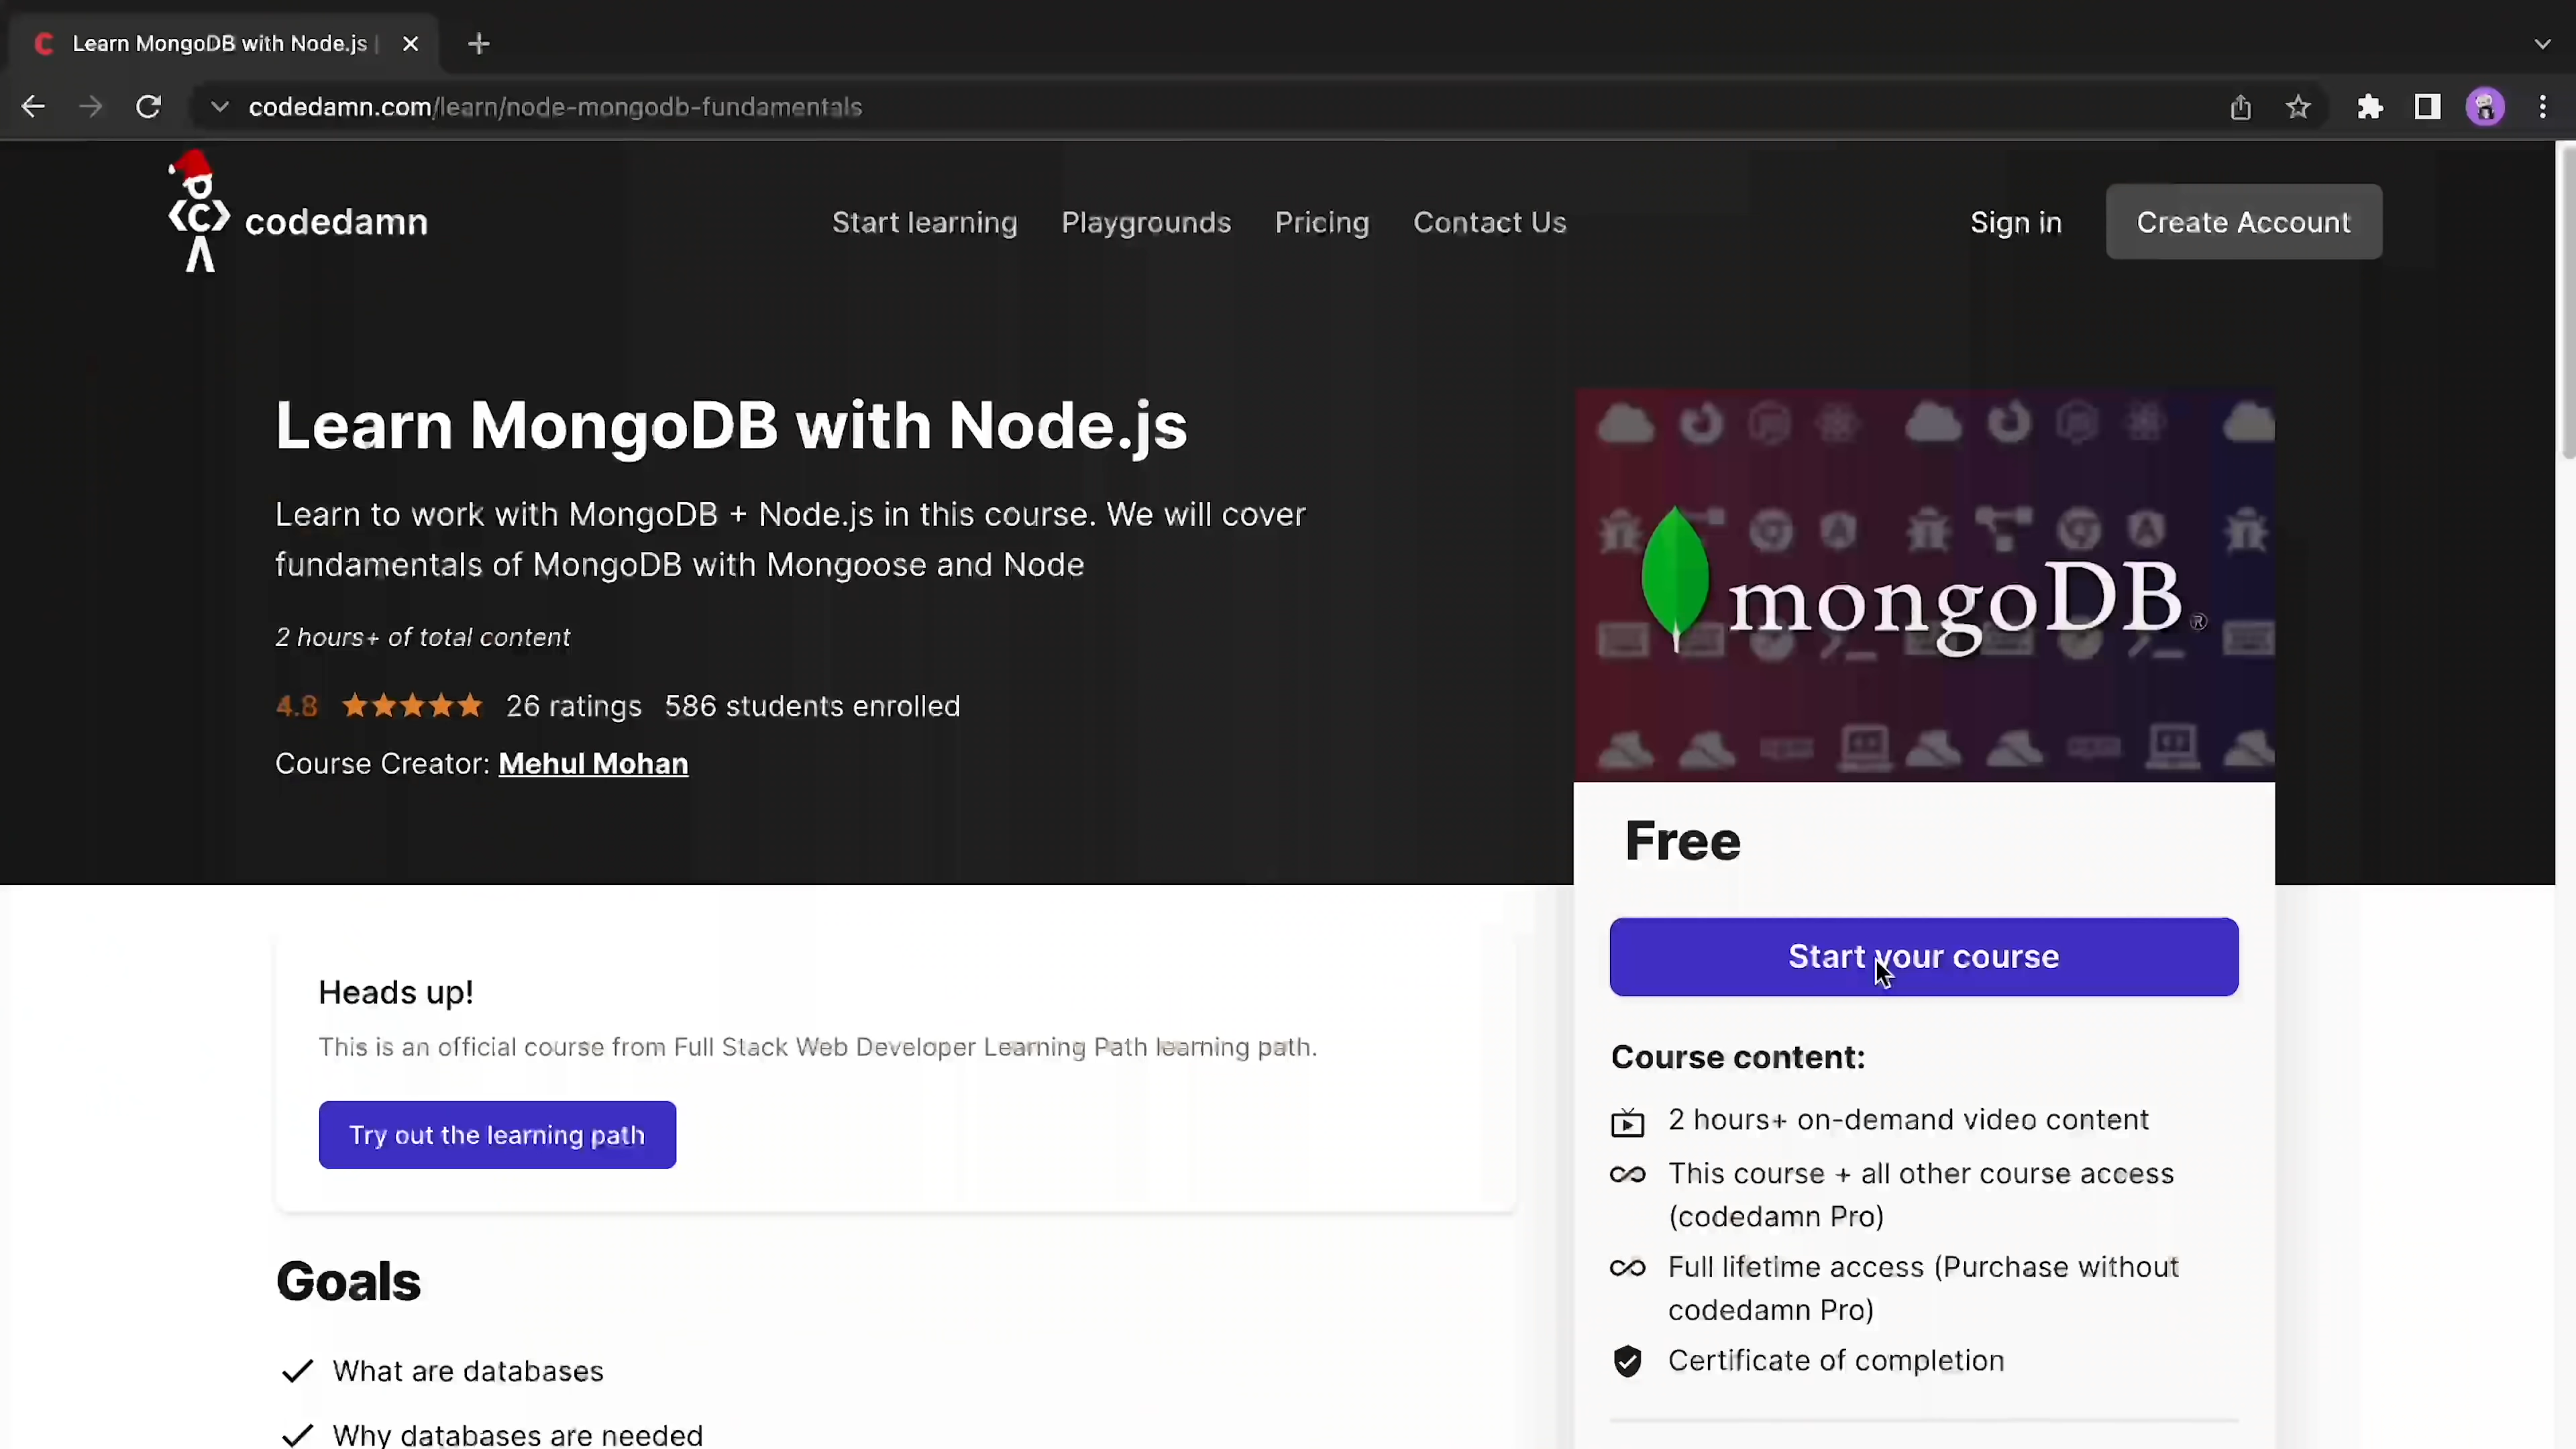 Learn MongoDB with Node.js |
codedamn.com/learn/node-mongodb-fundamentals
codedamn
Start learning
Playgrounds
Pricing
Contact Us
Sign in
Create Account
Learn MongoDB with Node.js
Learn to work with MongoDB + Node.js in this course. We will cover
fundamentals of MongoDB with Mongoose and Node
2 hours+ of total content
4.8 26 ratings 586 students enrolled
Course Creator: Mehul Mohan
mongoDB®
Free
Start your course
Course content:
2 hours+ on-demand video content
This course + all other course access
(codedamn Pro)
Full lifetime access (Purchase without
codedamn Pro)
Certificate of completion
Heads up!
This is an official course from Full Stack Web Developer Learning Path learning path.
Try out the learning path
Goals
What are databases
Why databases are needed